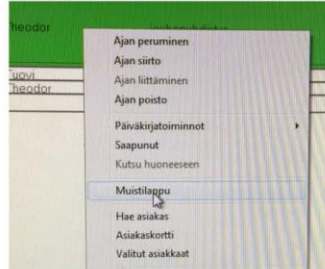 Theodor
Ajan peruminen
Ajan siirto
Ajan liittäminen
Ajan poisto
Tuovi
Theodor
Päiväkirjatoiminnot
Saapunut
Kutsu huoneeseen
Muistilappu
Hae asiakas
Asiakaskortti
Valitut asiakkaat